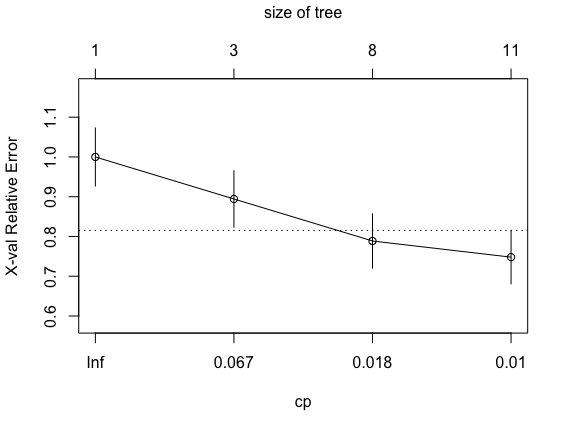 size of tree
1 3 8 11
X-val Relative Error
1.1
1.0
0.9
0.8
0.7
0.6
Inf 0.067 0.018 0.01
cp